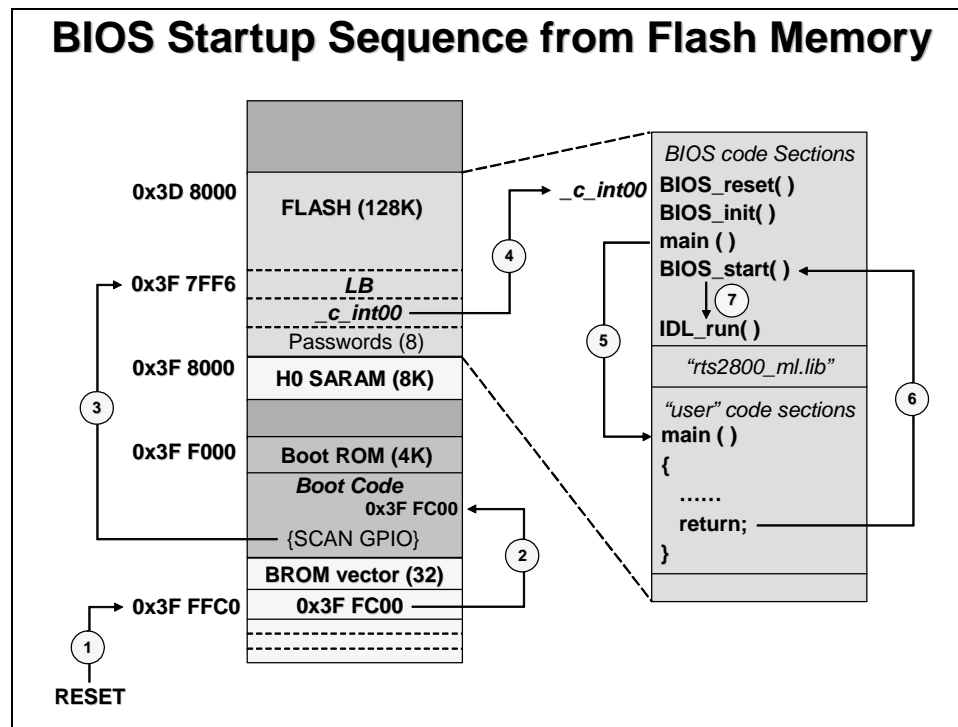 BIOS Startup Sequence from Flash Memory
0x3D 8000
FLASH (128K)
0x3F 7FF6
LB
_c_int00
Passwords (8)
0x3F 8000
H0 SARAM (8K)
0x3F F000
Boot ROM (4K)
Boot Code
0x3F FC00
{SCAN GPIO}
BROM vector (32)
0x3F FFC0
0x3F FC00
RESET
1
2
3
4
_c_int00
BIOS code Sections
BIOS_reset( )
BIOS_init( )
main ( )
BIOS_start( )
7
IDL_run( )
5
6
“rts2800_ml.lib”
“user” code sections
main ( )
{
……
return;
}